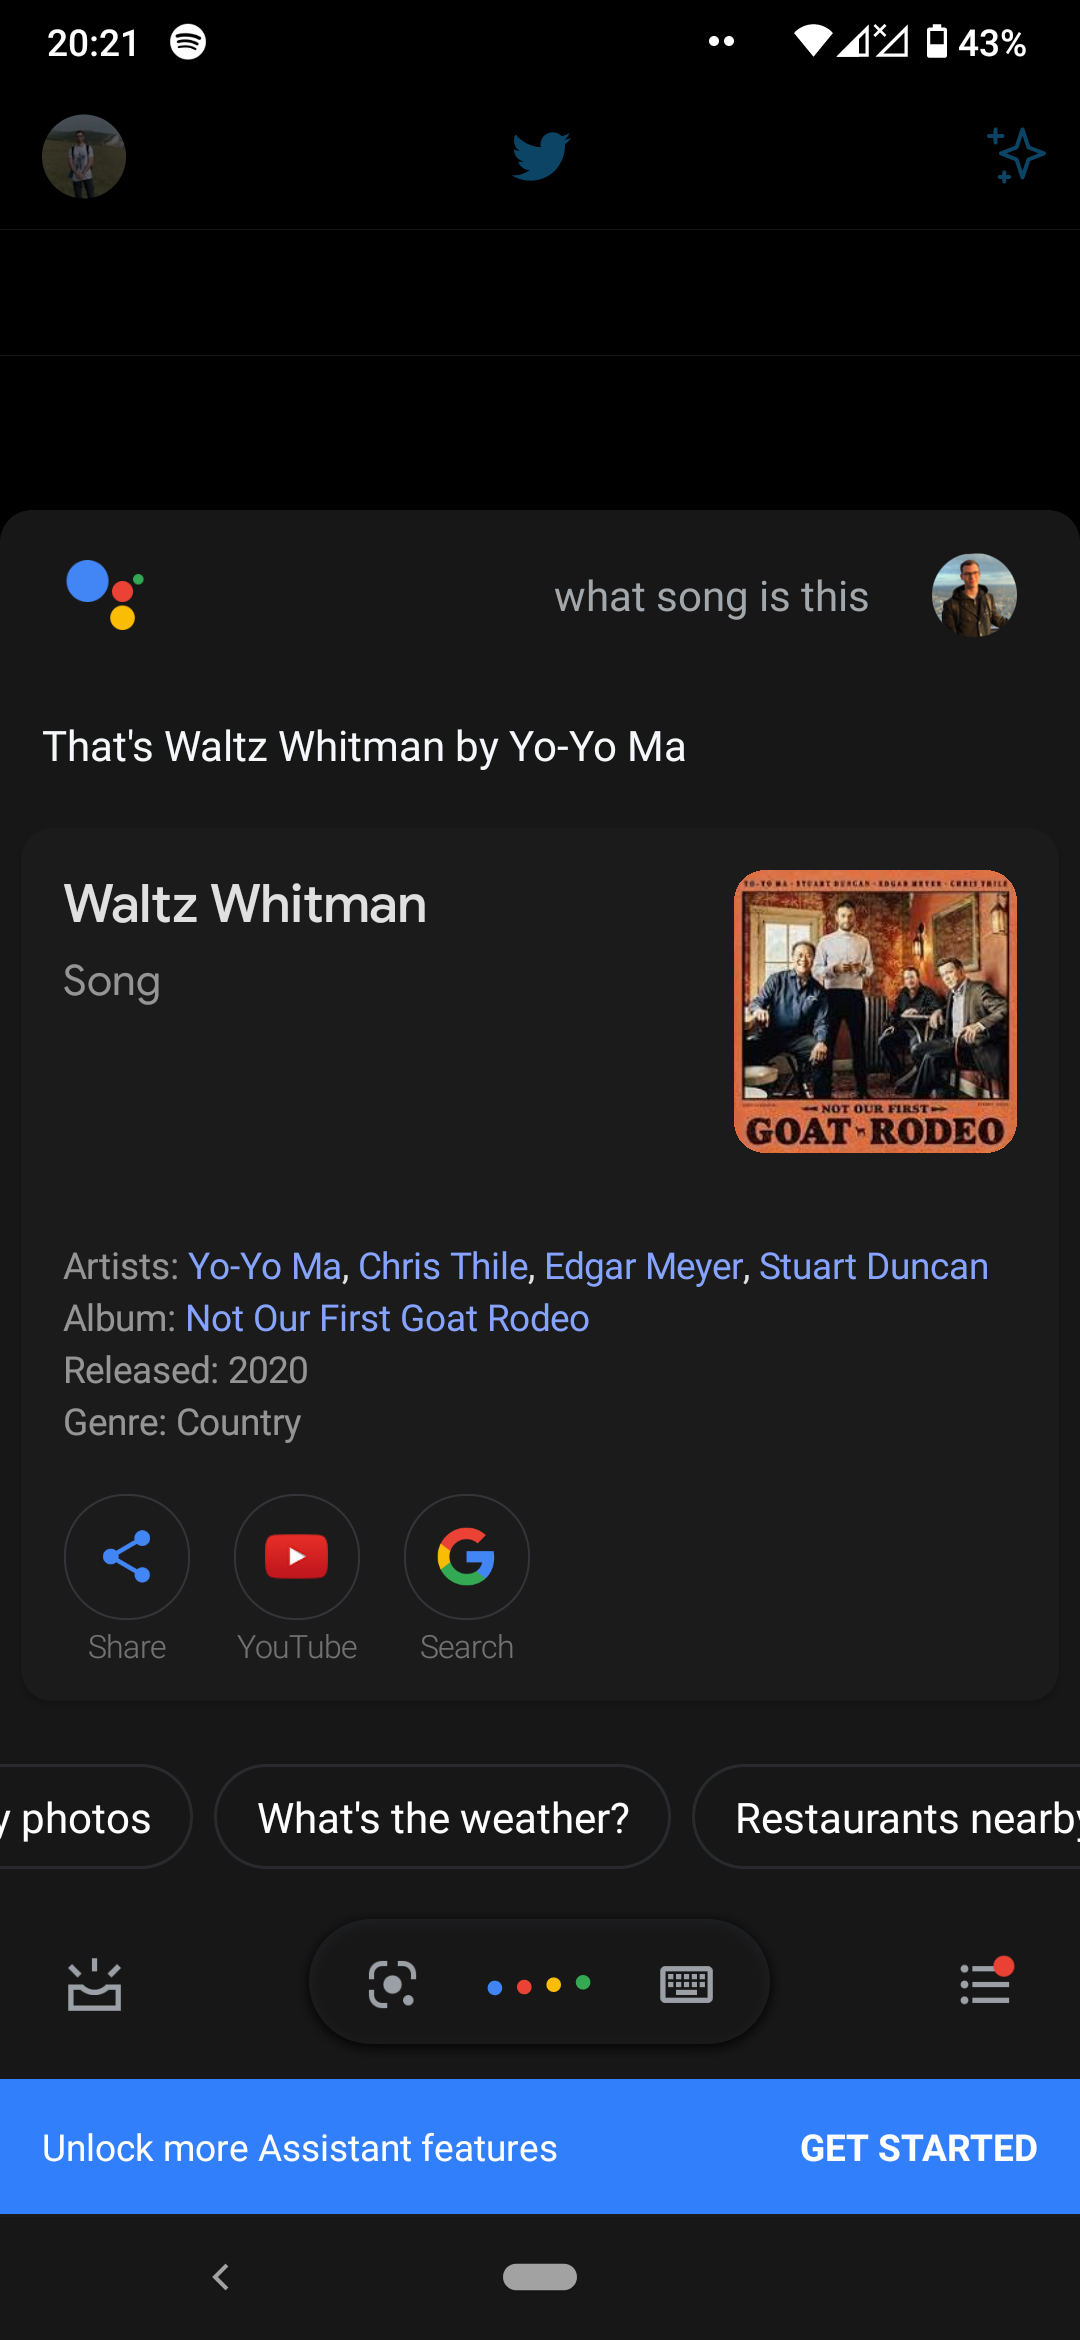 20:21
43%
what song is this
That's Waltz Whitman by Yo-Yo Ma
Waltz Whitman
Song
YO-YO MA · STUART DUNCAN · EDGAR MEYER · CHRIS THILE
NOT OUR FIRST
GOAT RODEO
Artists: Yo-Yo Ma, Chris Thile, Edgar Meyer, Stuart Duncan
Album: Not Our First Goat Rodeo
Released: 2020
Genre: Country
Share YouTube Search
y photos What's the weather? Restaurants nearby
Unlock more Assistant features GET STARTED